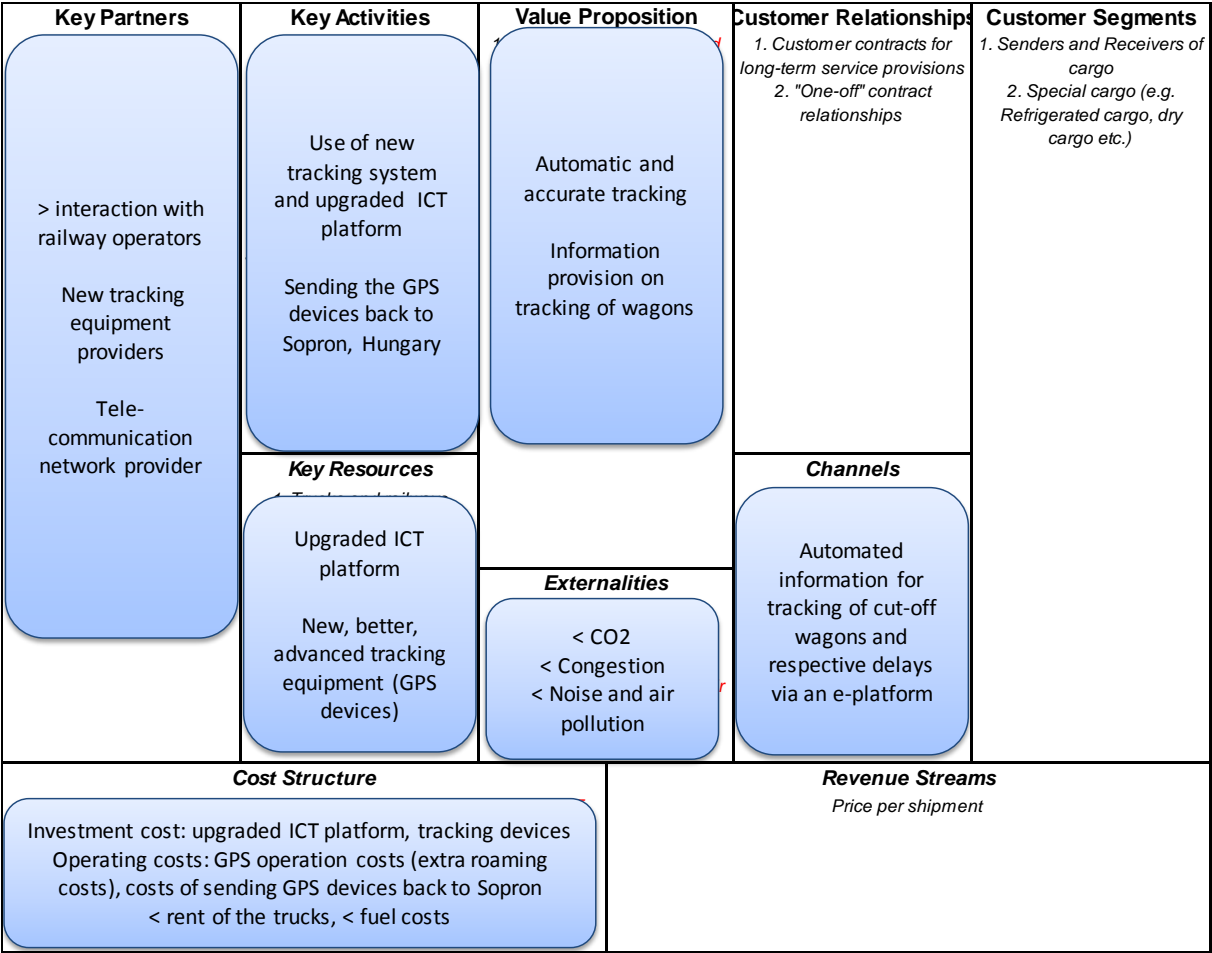 Key Partners
> interaction with
railway operators
New tracking
equipment
providers
Tele-
communication
network provider
Key Activities
Use of new
tracking system
and upgraded ICT
platform
Sending the GPS
devices back to
Sopron, Hungary
Key Resources
Upgraded ICT
platform
New, better,
advanced tracking
equipment (GPS
devices)
Value Proposition
1.
Automatic and
accurate tracking
Information
provision on
tracking of wagons
Externalities
< CO2
< Congestion
< Noise and air
pollution
Customer Relationships
1. Customer contracts for
long-term service provisions
2. "One-off" contract
relationships
Channels
Automated
information for
tracking of cut-off
wagons and
respective delays
via an e-platform
Customer Segments
1. Senders and Receivers of
cargo
2. Special cargo (e.g.
Refrigerated cargo, dry
cargo etc.)
Cost Structure
Investment cost: upgraded ICT platform, tracking devices
Operating costs: GPS operation costs (extra roaming
costs), costs of sending GPS devices back to Sopron
< rent of the trucks, < fuel costs
Revenue Streams
Price per shipment